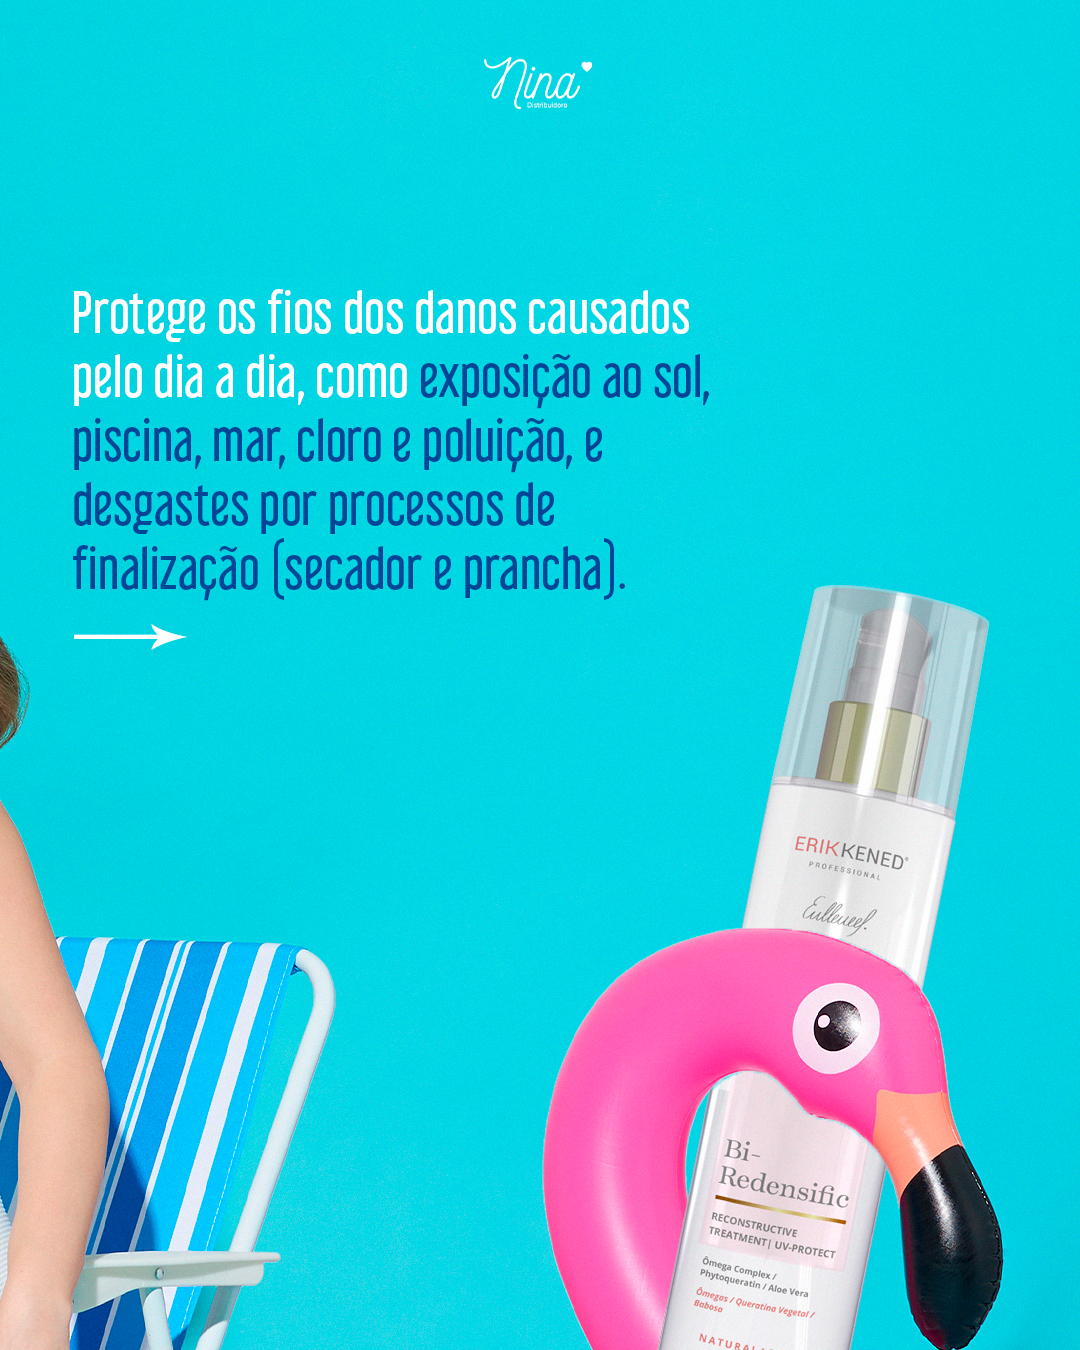 Nina
Distribuidora
Protege os fios dos danos causados
pelo dia a dia, como exposição ao sol,
piscina, mar, cloro e poluição, e
desgastes por processos de
finalização (secador e prancha).
ERIKKENED®
PROFESSIONAL
Bi-
Redensific
RECONSTRUCTIVE
TREATMENT| UV-PROTECT
Ômega Complex /
Phytoqueratin / Aloe Vera
Ômegas / Queratina Vegetal /
Babosa
NATURAL